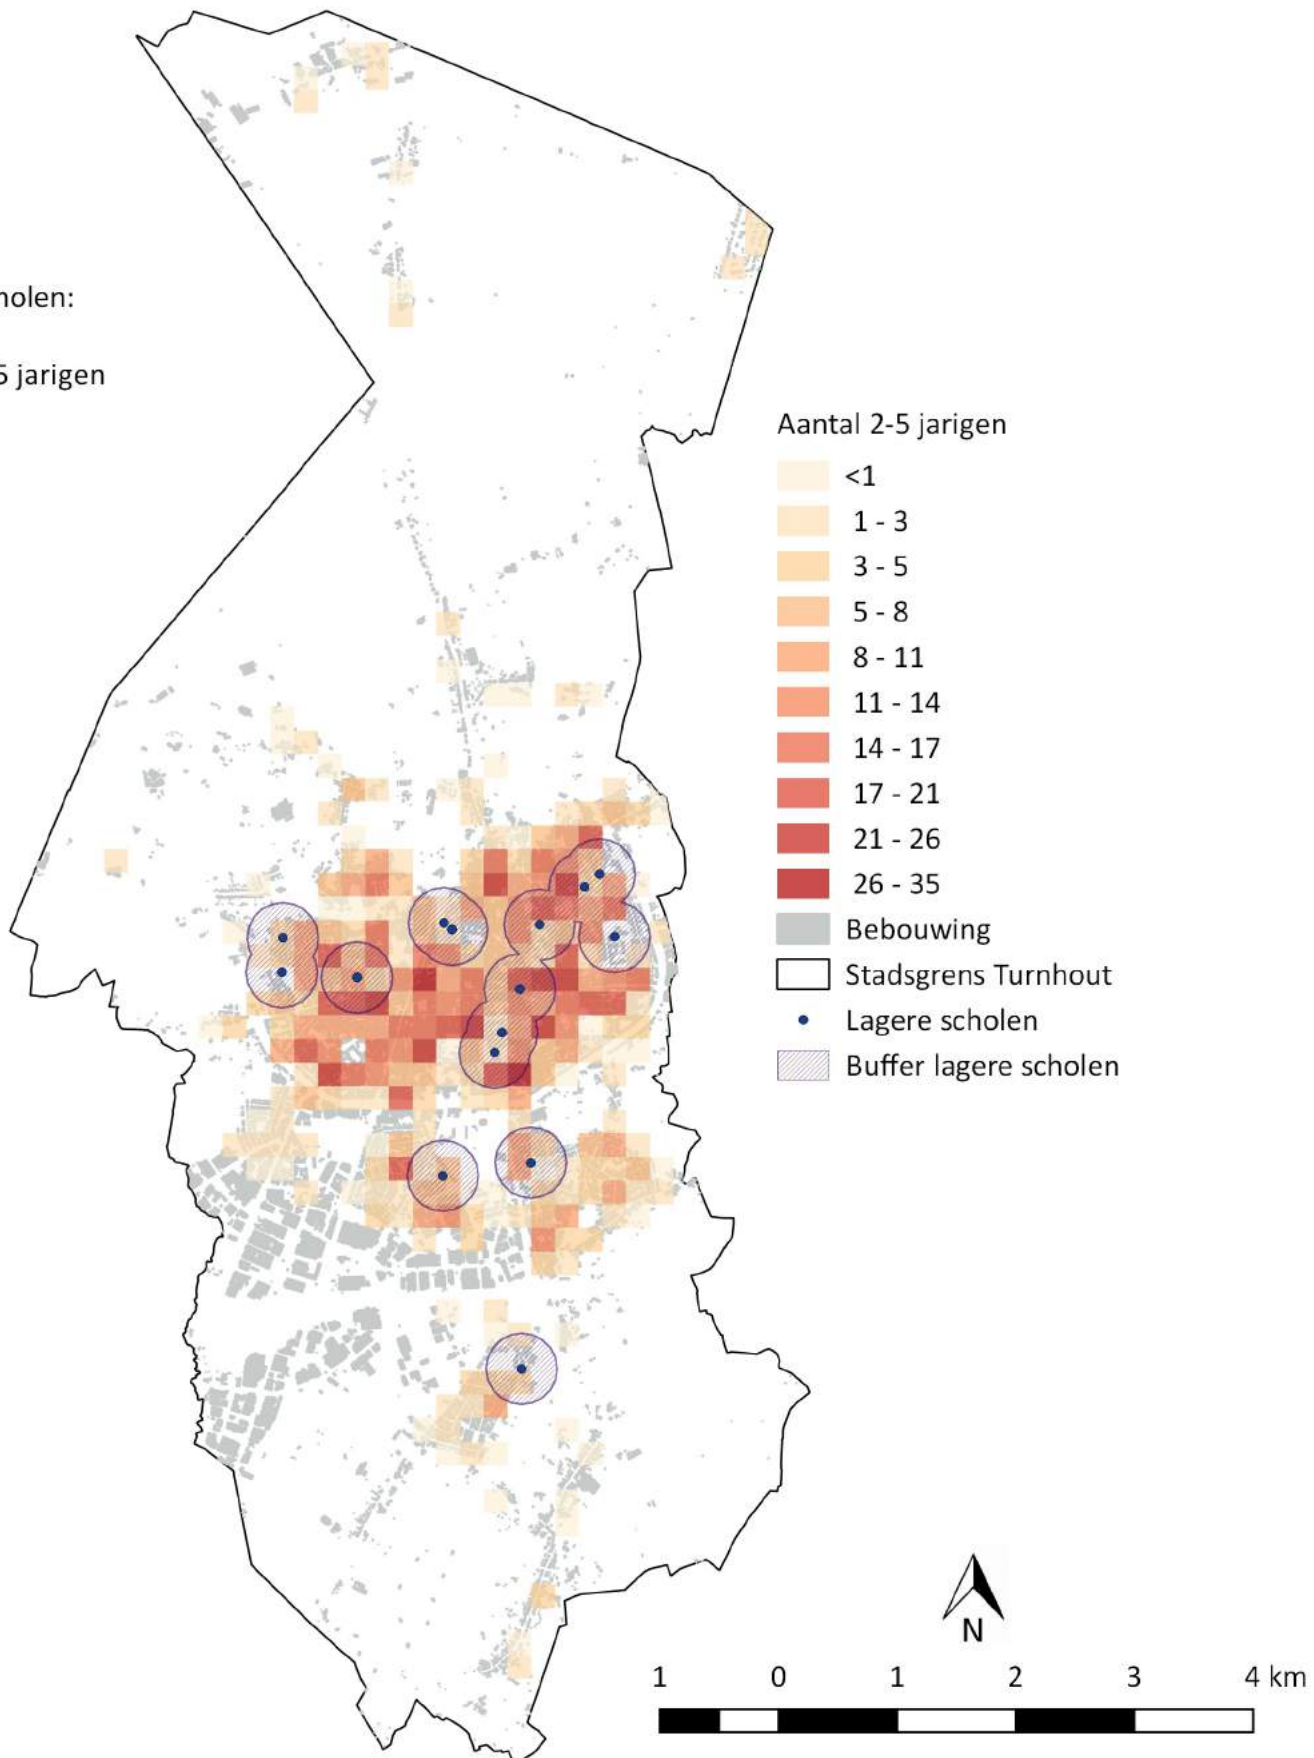 holen:
5 jarigen
Aantal 2-5 jarigen
<1
1 - 3
3 - 5
5 - 8
8 - 11
11 - 14
14 - 17
17 - 21
21 - 26
26 - 35
Bebouwing
Stadsgrens Turnhout
Lagere scholen
Buffer lagere scholen
N
1 0 1 2 3 4 km